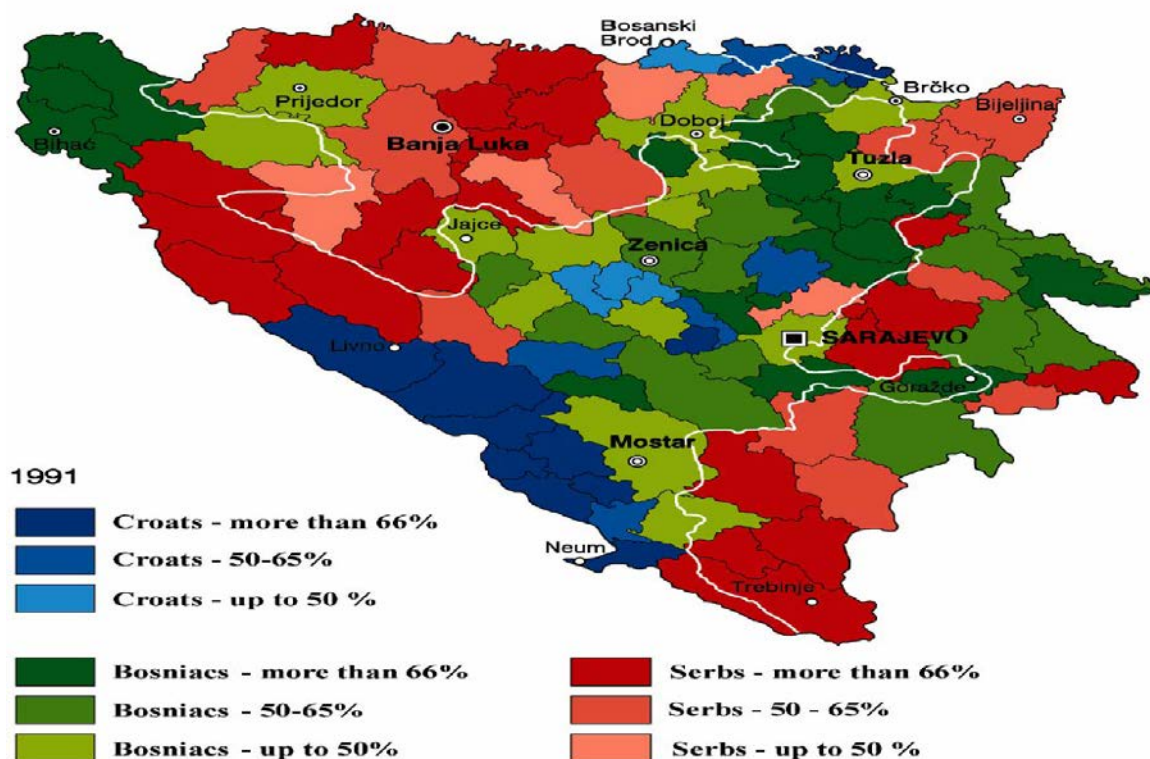 Bosanski
Brod
Brčko
Prijedor
Bijeljina
Doboj
Bihać
Banja Luka
Tuzla
Jajce
Zenica
Livno
SARAJEVO
Goražde
Mostar
1991
Croats - more than 66%
Neum
Croats - 50-65%
Trebinje
Croats - up to 50 %
Bosniacs - more than 66%
Serbs - more than 66%
Bosniacs - 50-65%
Serbs - 50 - 65%
Bosniacs - up to 50%
Serbs - up to 50 %